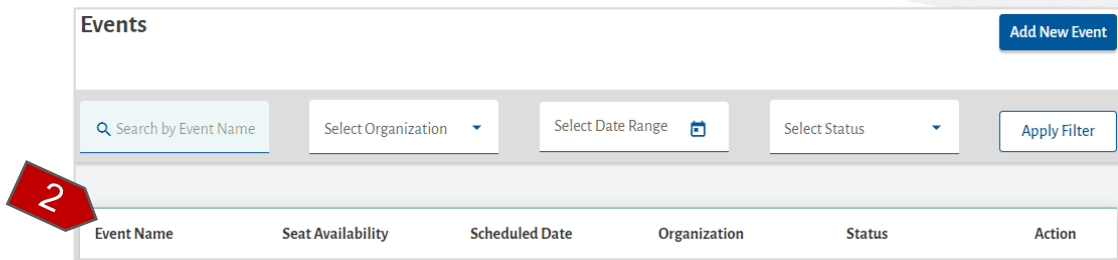 Events
Add New Event
Search by Event Name Select Organization Select Date Range Select Status Apply Filter
2
Event Name Seat Availability Scheduled Date Organization Status Action